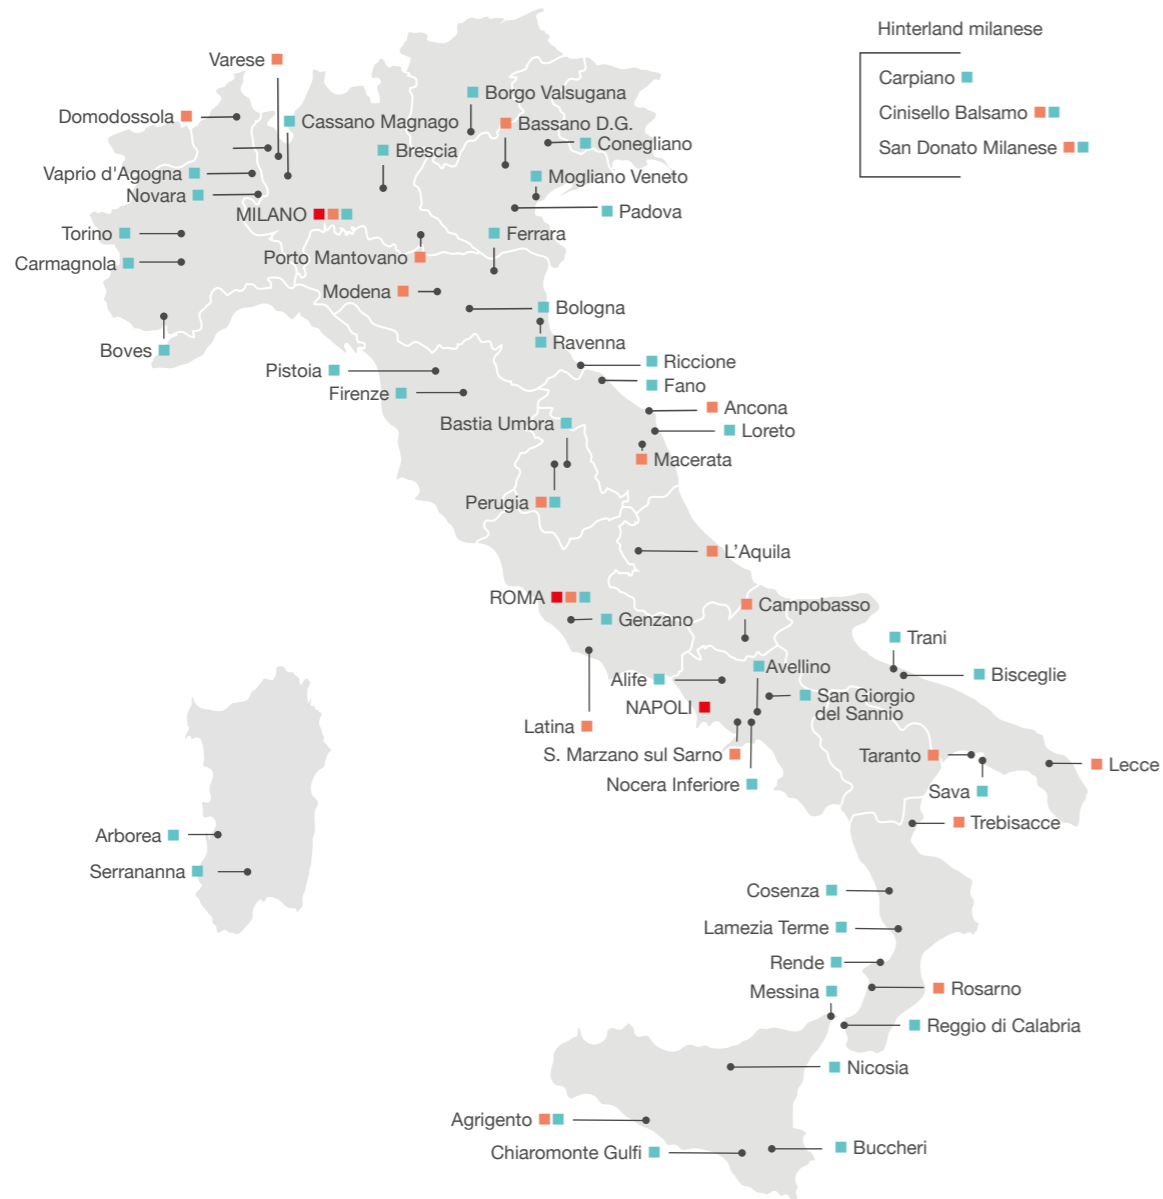 Hinterland milanese
Varese
Carpiano
Borgo Valsugana
Cinisello Balsamo
Domodossola
Cassano Magnago
Bassano D.G.
Conegliano
San Donato Milanese
Brescia
Vaprio d'Agogna
Mogliano Veneto
Novara
MILANO
Padova
Torino
Ferrara
Carmagnola
Porto Mantovano
Modena
Bologna
Boves
Ravenna
Pistoia
Riccione
Firenze
Fano
Ancona
Bastia Umbra
Loreto
Macerata
Perugia
L'Aquila
ROMA
Campobasso
Genzano
Trani
Avellino
Bisceglie
Alife
San Giorgio
del Sannio
NAPOLI
Latina
S. Marzano sul Sarno
Taranto
Lecce
Nocera Inferiore
Sava
Trebisacce
Arborea
Serrananna
Cosenza
Lamezia Terme
Rende
Messina
Rosarno
Reggio di Calabria
Nicosia
Agrigento
Chiaromonte Gulfi
Buccheri